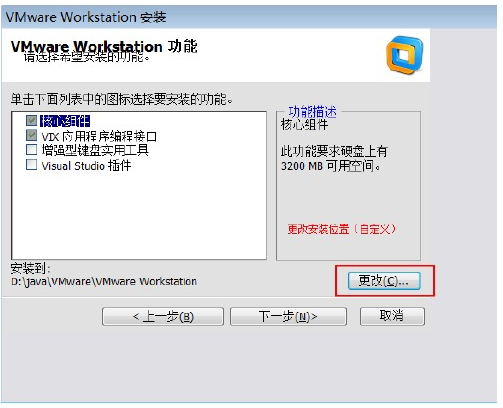 VMware Workstation 安装
VMware Workstation 功能
请选择希望安装的功能。
单击下面列表中的图标选择要安装的功能。
核心组件
VIX 应用程序编程接口
增强型键盘实用工具
Visual Studio 插件
功能描述
核心组件
此功能要求硬盘上有
3200 MB 可用空间。
更改安装位置（自定义）
安装到:
D:\java\VMware\VMware Workstation
更改(C)...
< 上一步(B)
下一步(N)>
取消